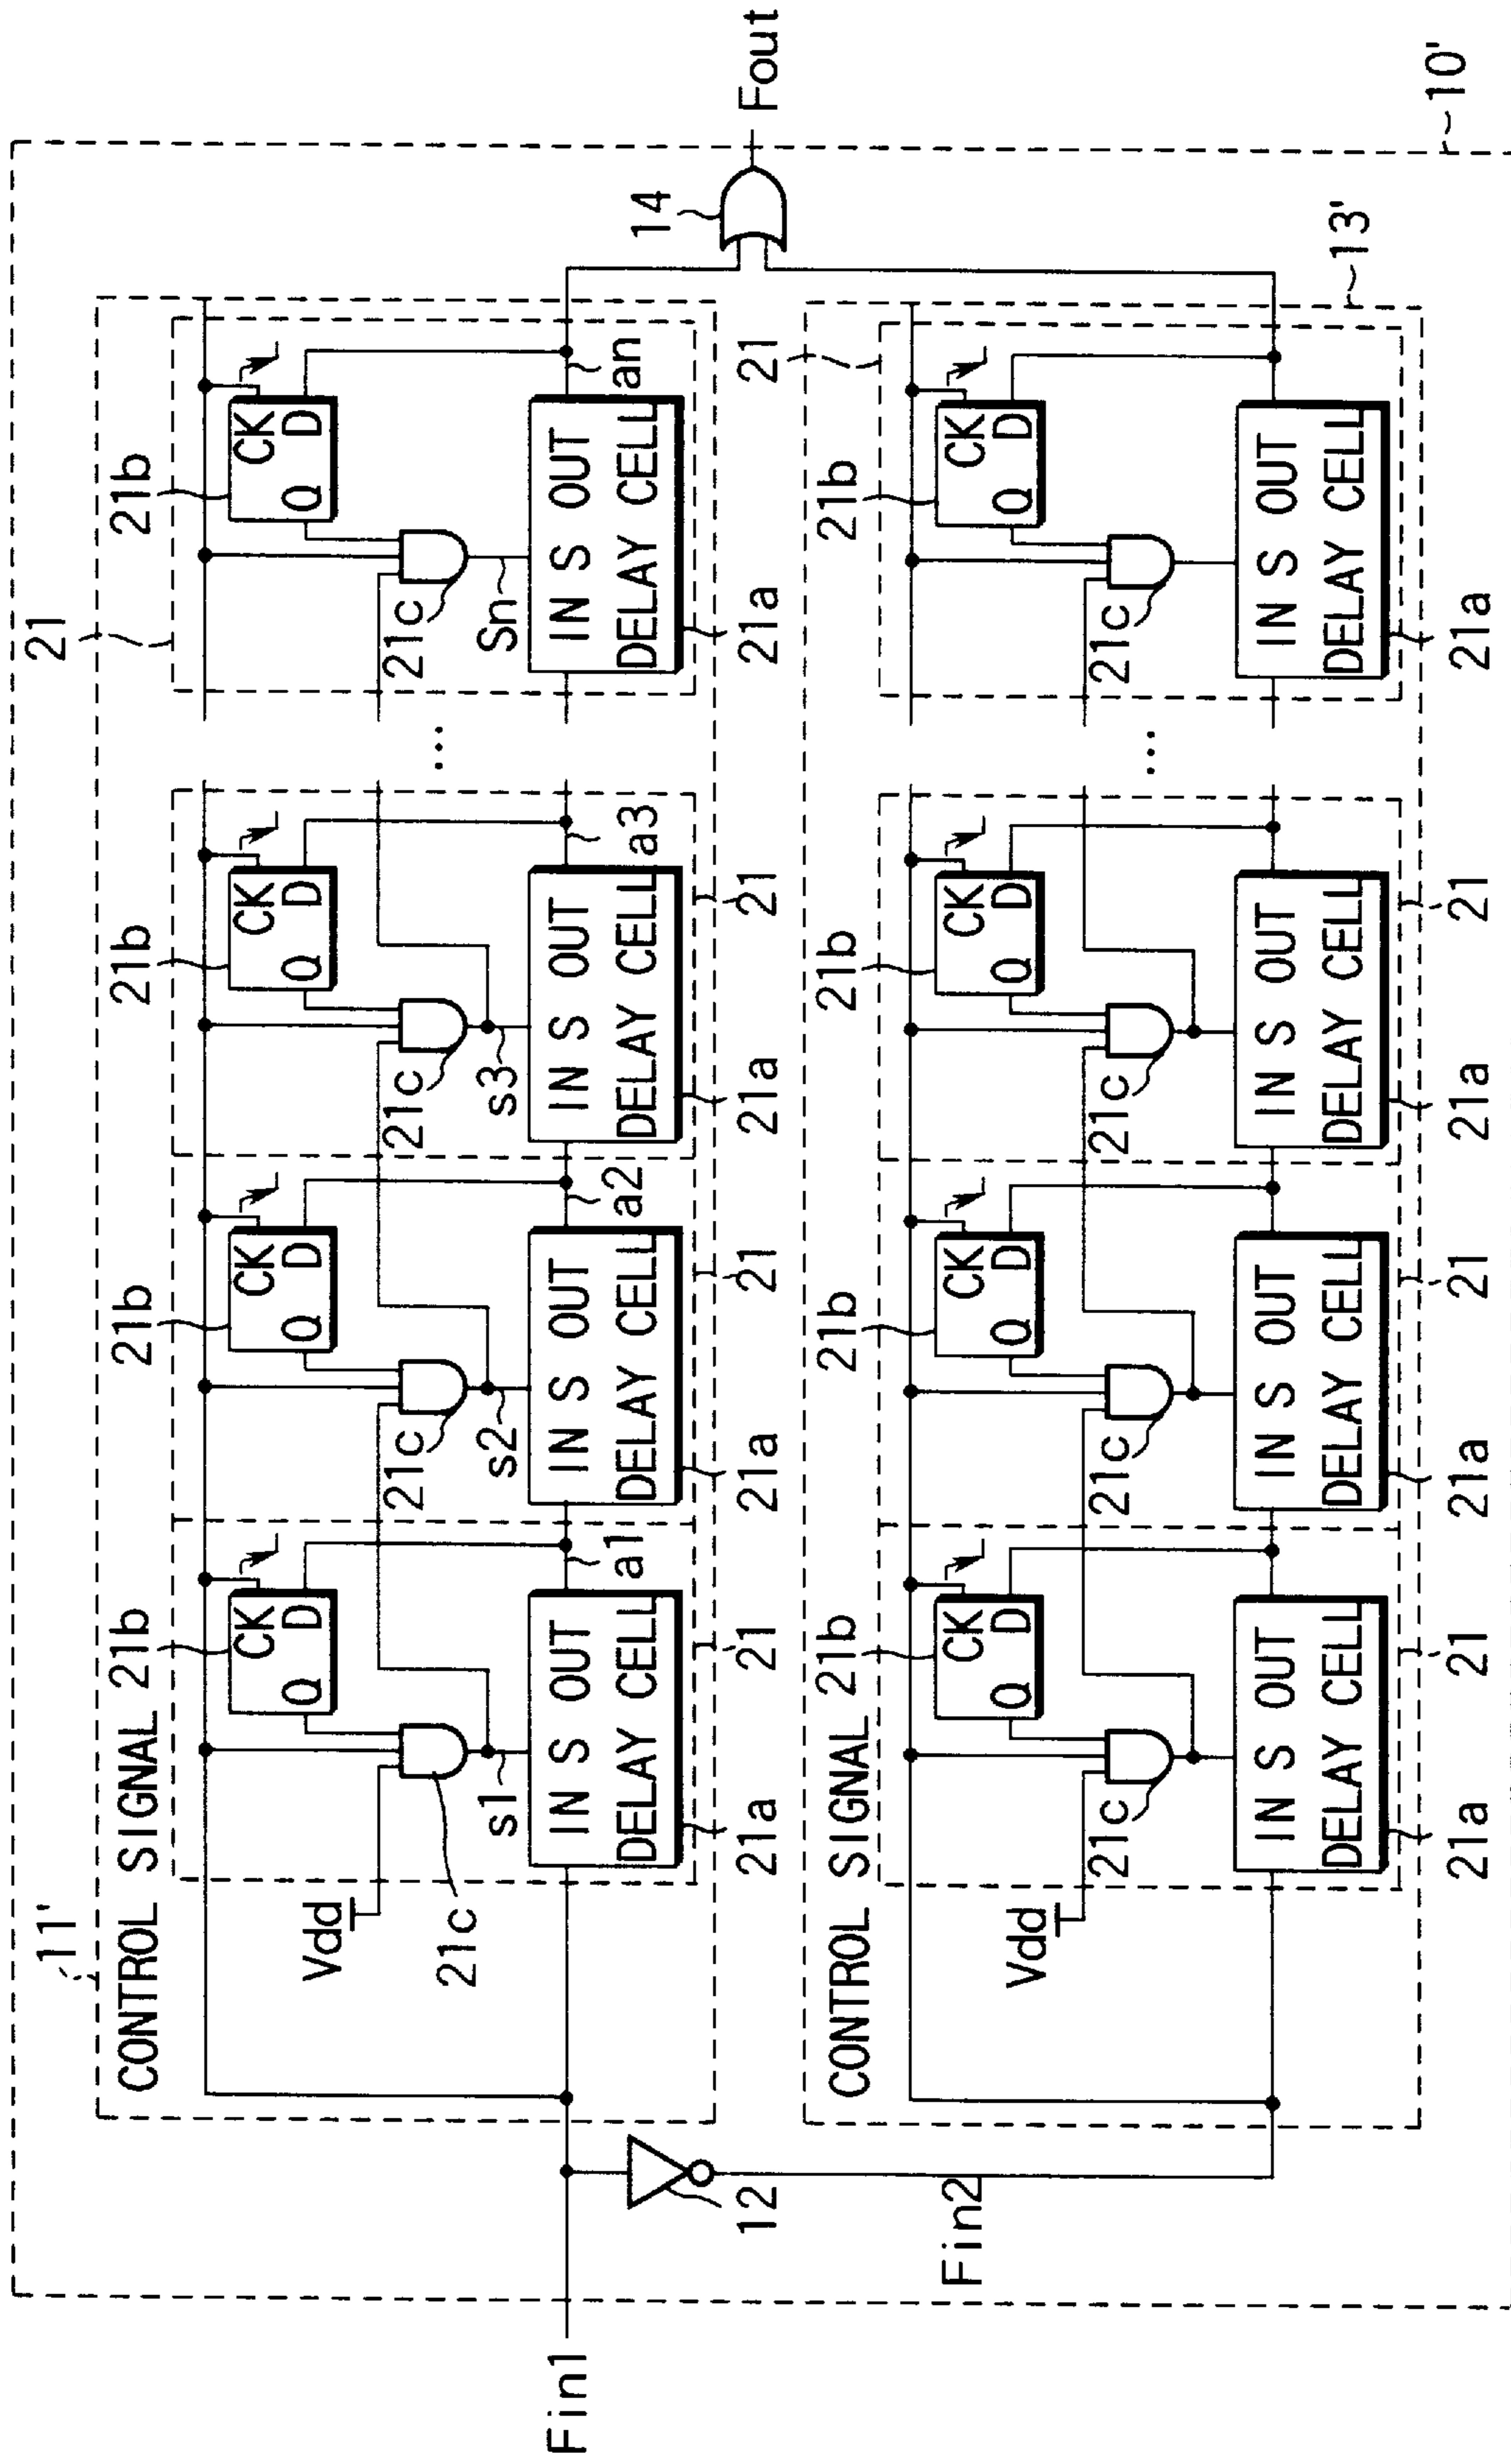 10'
11'
21
CONTROL SIGNAL
21b
21b
21b
21b
CK
Q D
CK
Q D
CK
Q D
CK
Q D
Vdd
21c
21c
21c
21c
s1
s2
s3
Sn
Fin1
IN S OUT
DELAY CELL
a1
IN S OUT
DELAY CELL
a2
IN S OUT
DELAY CELL
a3
...
IN S OUT
DELAY CELL
an
21a
21
21a
21
21a
21
21a
12
14
Fout
Fin2
13'
21
CONTROL SIGNAL
21b
21b
21b
21b
CK
Q D
CK
Q D
CK
Q D
CK
Q D
Vdd
21c
21c
21c
21c
...
IN S OUT
DELAY CELL
IN S OUT
DELAY CELL
IN S OUT
DELAY CELL
IN S OUT
DELAY CELL
21a
21
21a
21
21a
21
21a